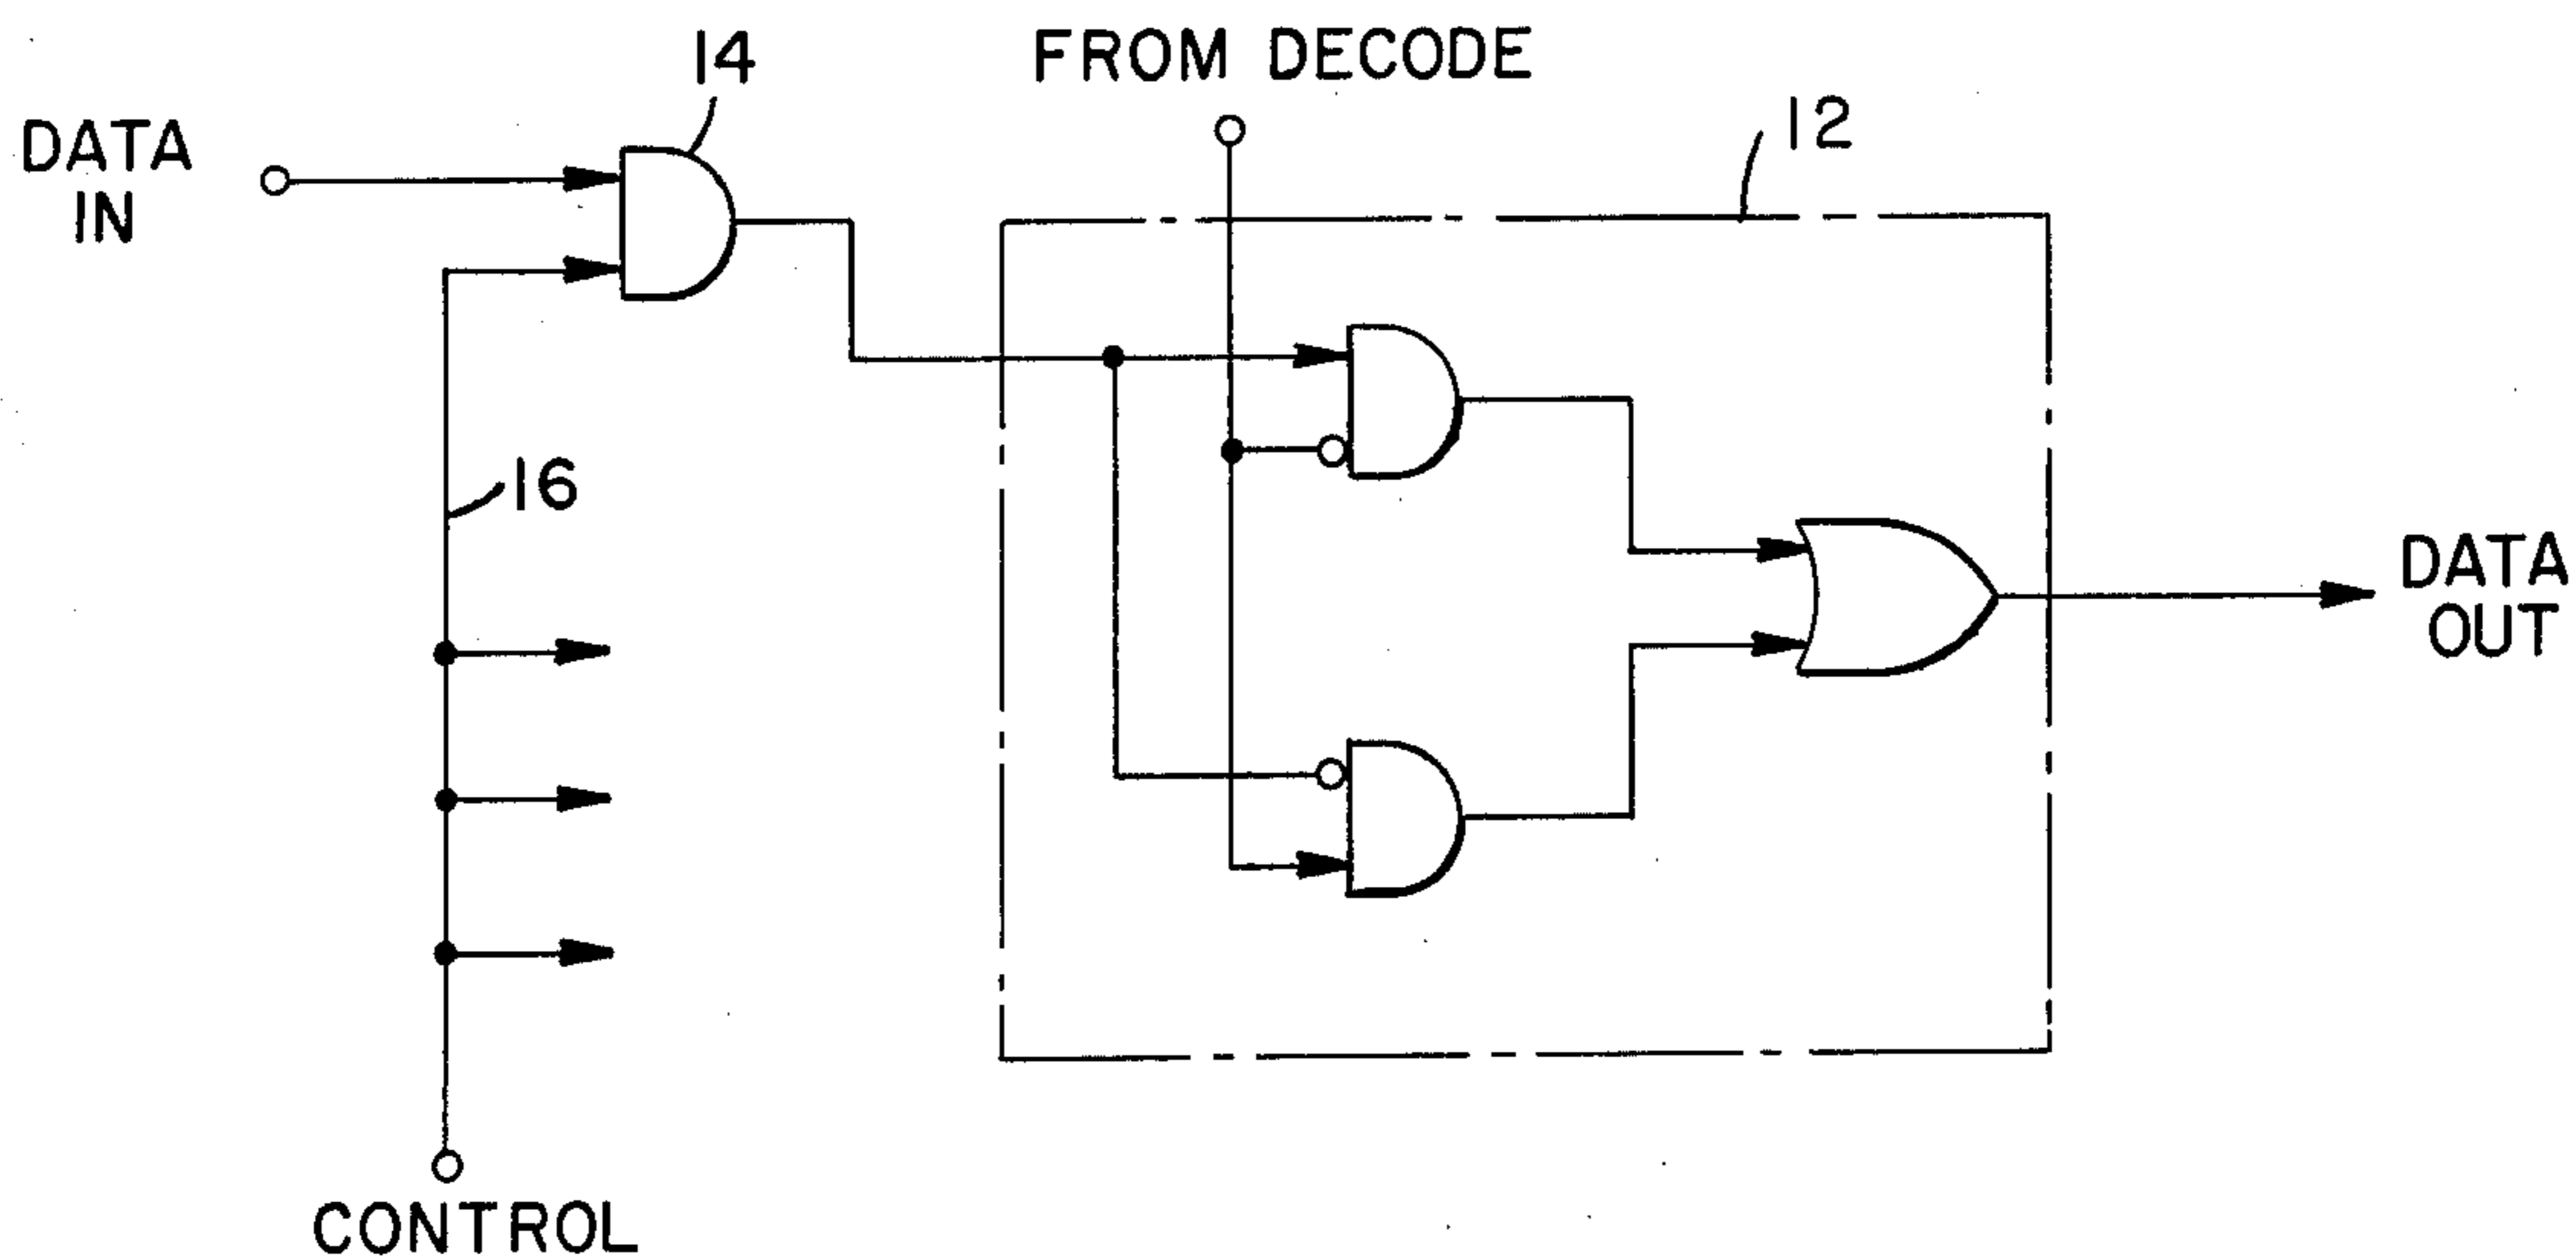 14
FROM DECODE
12
DATA
IN
16
DATA
OUT
CONTROL